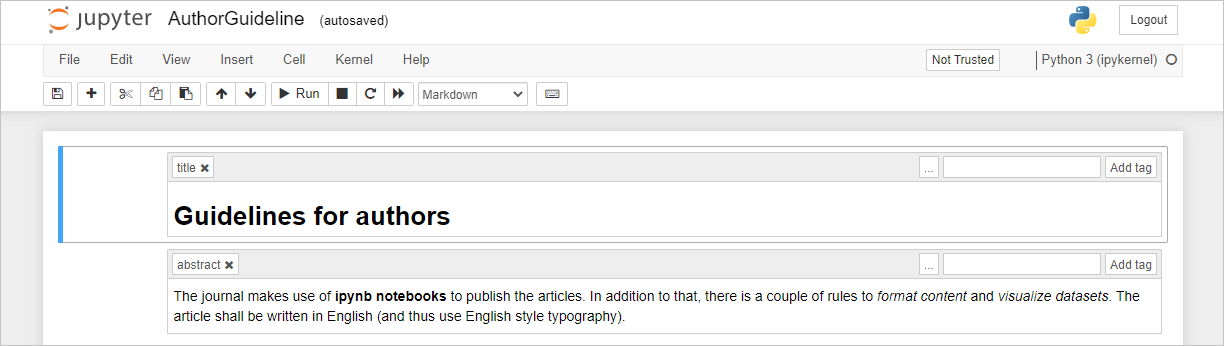 jupyter AuthorGuideline (autosaved) Logout
File Edit View Insert Cell Kernel Help Not Trusted Python 3 (ipykernel)
Run Markdown
title ... Add tag
Guidelines for authors
abstract ... Add tag
The journal makes use of ipynb notebooks to publish the articles. In addition to that, there is a couple of rules to format content and visualize datasets. The
article shall be written in English (and thus use English style typography).